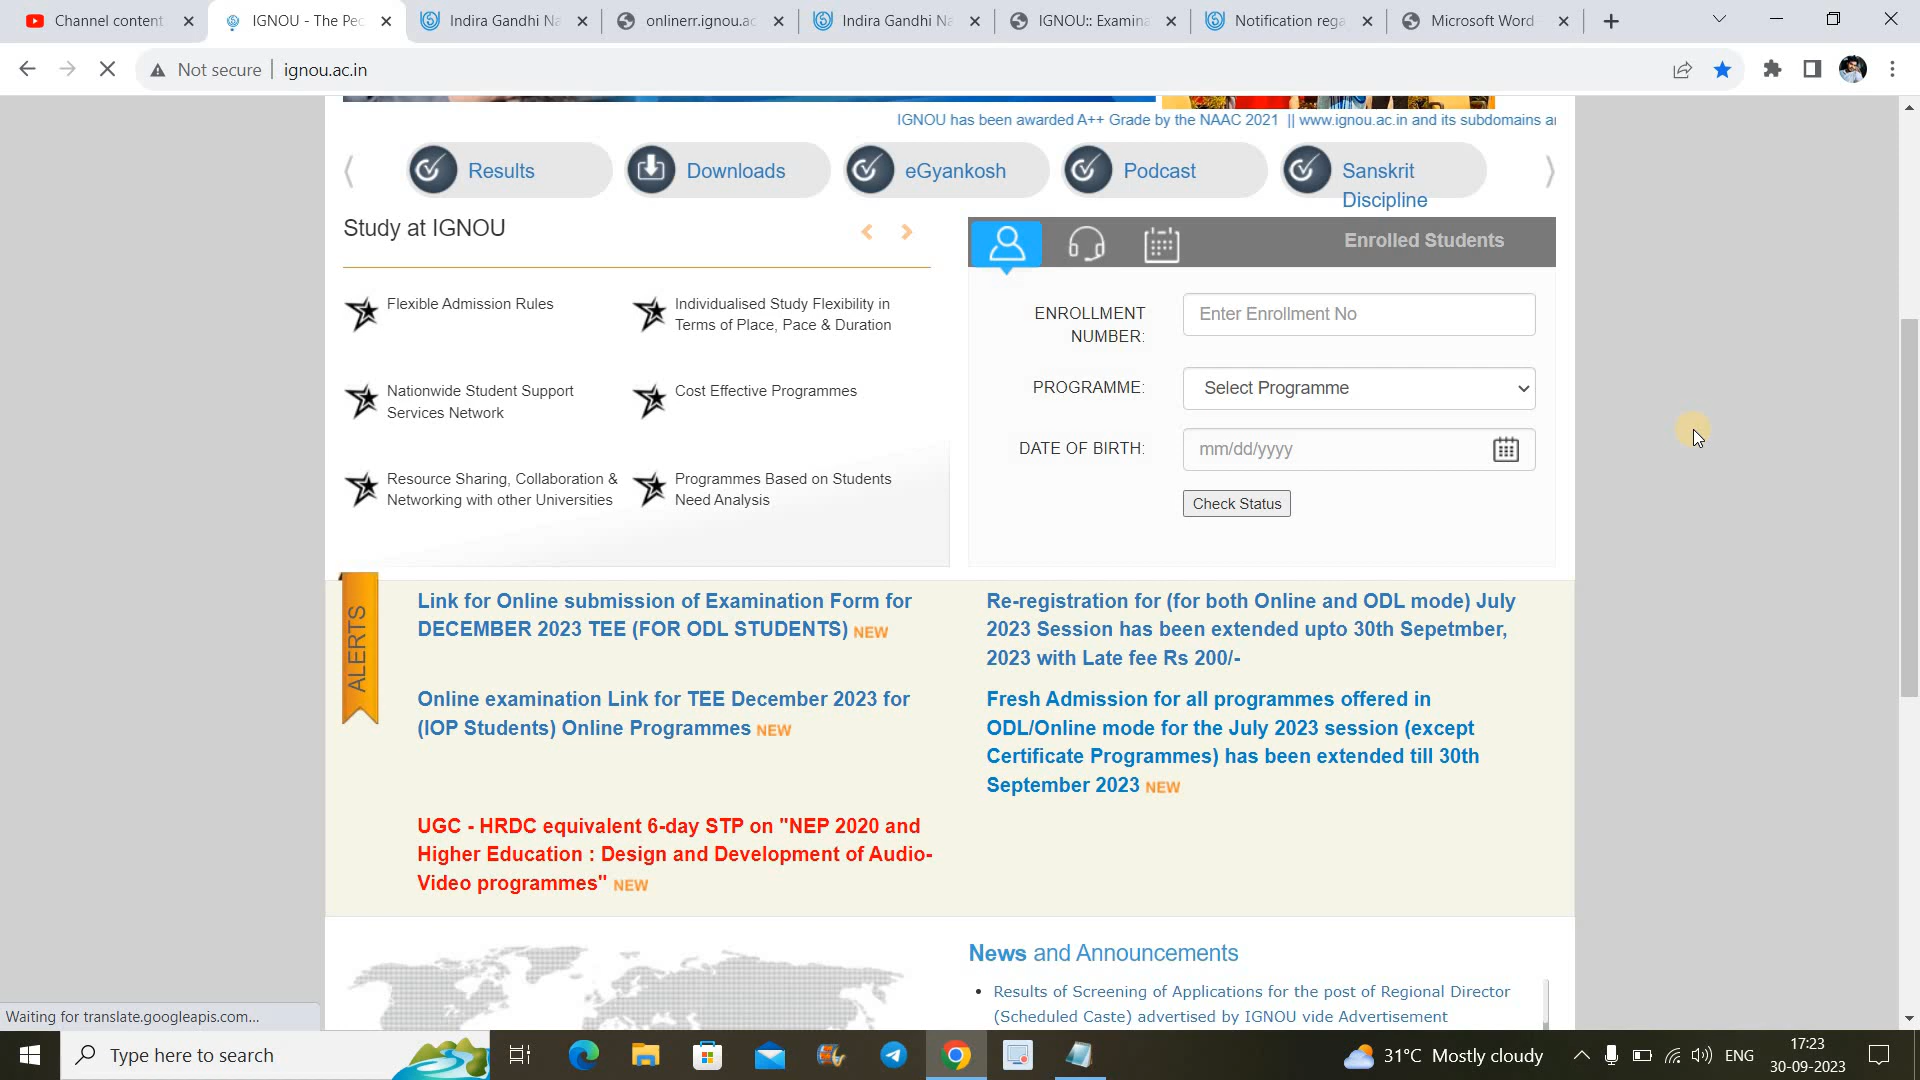 Channel content
IGNOU - The Pec
Indira Gandhi Na
onlinerr.ignou.ac
Indira Gandhi Na
IGNOU:: Examina
Notification rega
Microsoft Word
Not secure
ignou.ac.in
IGNOU has been awarded A++ Grade by the NAAC 2021 || www.ignou.ac.in and its subdomains ar
Results
Downloads
eGyankosh
Podcast
Sanskrit
Discipline
Study at IGNOU
Flexible Admission Rules
Individualised Study Flexibility in
Terms of Place, Pace & Duration
Nationwide Student Support
Services Network
Cost Effective Programmes
Resource Sharing, Collaboration &
Networking with other Universities
Programmes Based on Students
Need Analysis
Enrolled Students
ENROLLMENT
NUMBER:
Enter Enrollment No
PROGRAMME:
Select Programme
DATE OF BIRTH:
mm/dd/yyyy
Check Status
ALERTS
Link for Online submission of Examination Form for
DECEMBER 2023 TEE (FOR ODL STUDENTS) NEW
Re-registration for (for both Online and ODL mode) July
2023 Session has been extended upto 30th Sepetmber,
2023 with Late fee Rs 200/-
Online examination Link for TEE December 2023 for
(IOP Students) Online Programmes NEW
Fresh Admission for all programmes offered in
ODL/Online mode for the July 2023 session (except
Certificate Programmes) has been extended till 30th
September 2023 NEW
UGC - HRDC equivalent 6-day STP on "NEP 2020 and
Higher Education : Design and Development of Audio-
Video programmes" NEW
News and Announcements
Results of Screening of Applications for the post of Regional Director
(Scheduled Caste) advertised by IGNOU vide Advertisement
Waiting for translate.googleapis.com...
Type here to search
31°C Mostly cloudy
ENG
17:23
30-09-2023